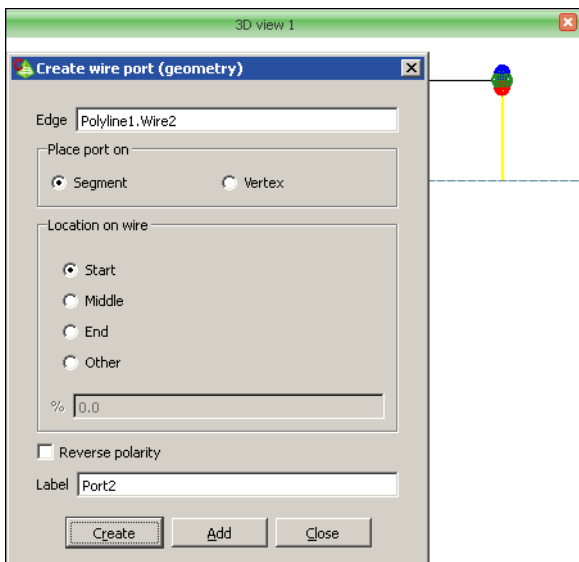 3D view 1
Create wire port (geometry)
Edge Polyline1.Wire2
Place port on
Segment Vertex
Location on wire
Start
Middle
End
Other
% 0.0
Reverse polarity
Label Port2
Create Add Close